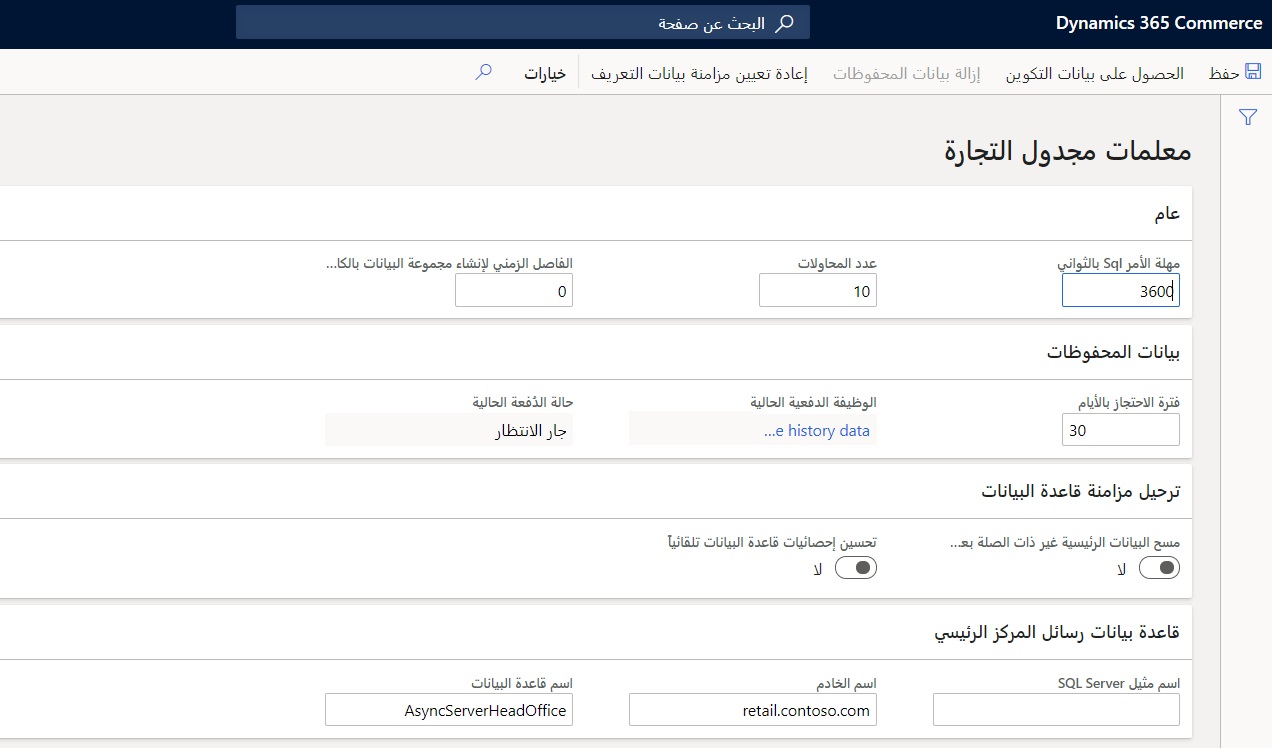 Dynamics 365 Commerce
البحث عن صفحة
حفظ
الحصول على بيانات التكوين
إزالة بيانات المحفوظات
إعادة تعيين مزامنة بيانات التعريف
خيارات
معلمات مجدول التجارة
عام
مهلة الأمر Sql بالثواني
عدد المحاولات
الفاصل الزمني لإنشاء مجموعة البيانات بالكا...
3600
10
0
بيانات المحفوظات
فترة الاحتجاز بالأيام
الوظيفة الدفعية الحالية
حالة الدُفعة الحالية
30
e history data...
جار الانتظار
ترحيل مزامنة قاعدة البيانات
مسح البيانات الرئيسية غير ذات الصلة بعـ...
تحسين إحصائيات قاعدة البيانات تلقائياً
لا
لا
قاعدة بيانات رسائل المركز الرئيسي
اسم مثيل SQL Server
اسم الخادم
اسم قاعدة البيانات
retail.contoso.com
AsyncServerHeadOffice